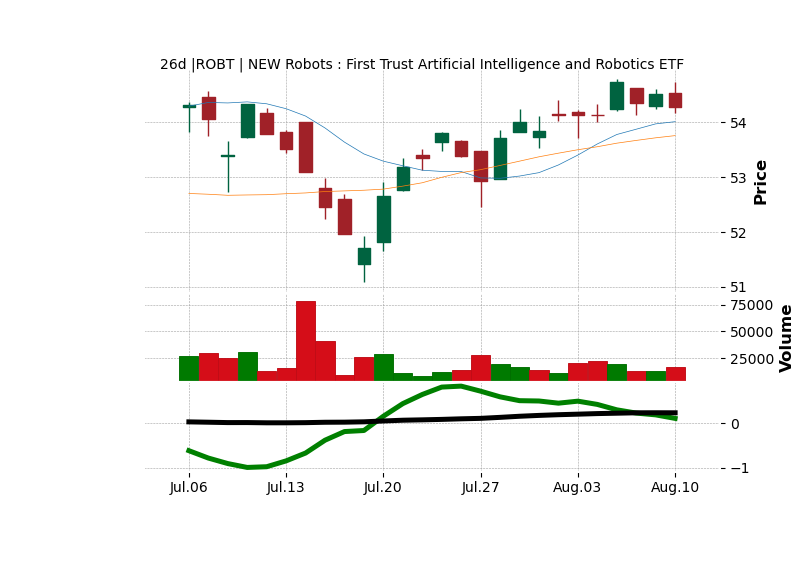 26d |ROBT | NEW Robots : First Trust Artificial Intelligence and Robotics ETF
54
53
52
51
Price
75000
50000
25000
Volume
0
−1
Jul.06 Jul.13 Jul.20 Jul.27 Aug.03 Aug.10